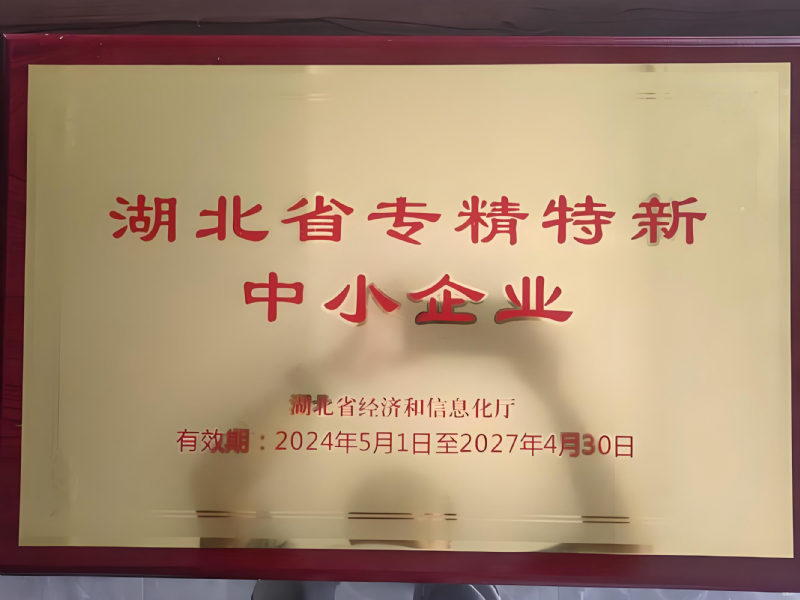 湖北省专精特新
中小企业
湖北省经济和信息化厅
有效期：2024年5月1日至2027年4月30日